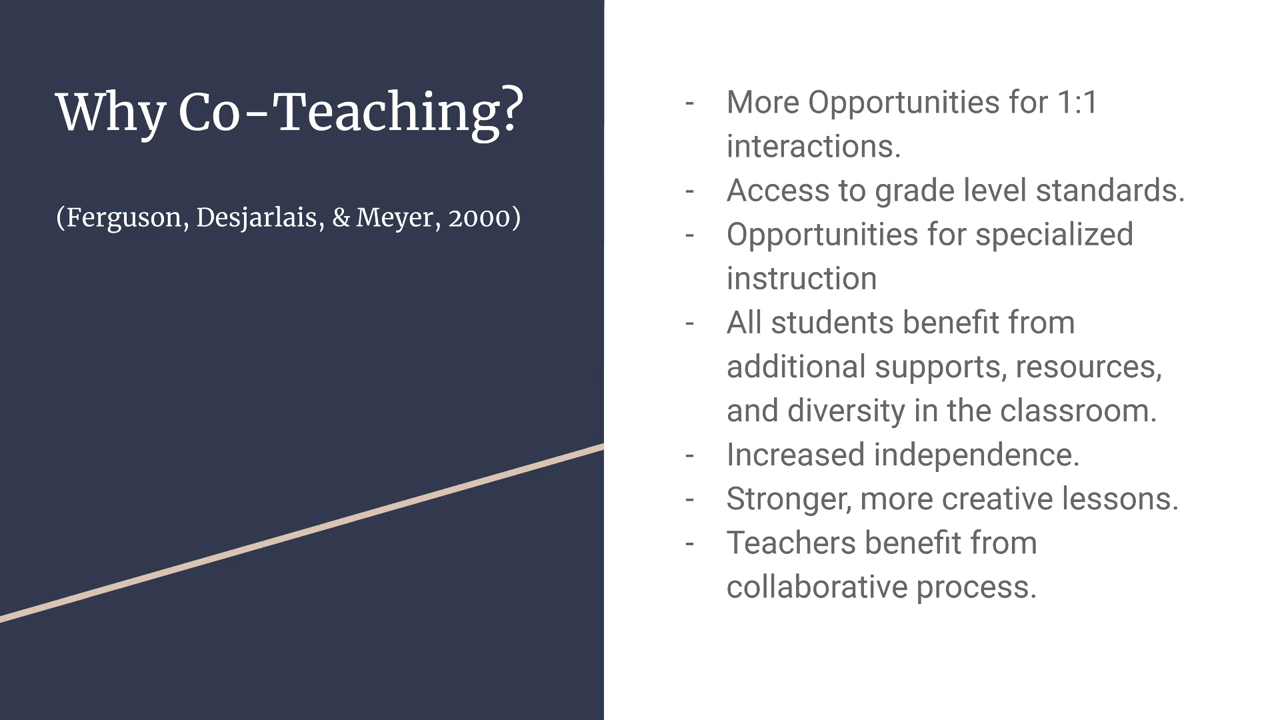 Why Co-Teaching?
(Ferguson, Desjarlais, & Meyer, 2000)
- More Opportunities for 1:1
interactions.
- Access to grade level standards.
- Opportunities for specialized
instruction
- All students benefit from
additional supports, resources,
and diversity in the classroom.
- Increased independence.
- Stronger, more creative lessons.
- Teachers benefit from
collaborative process.